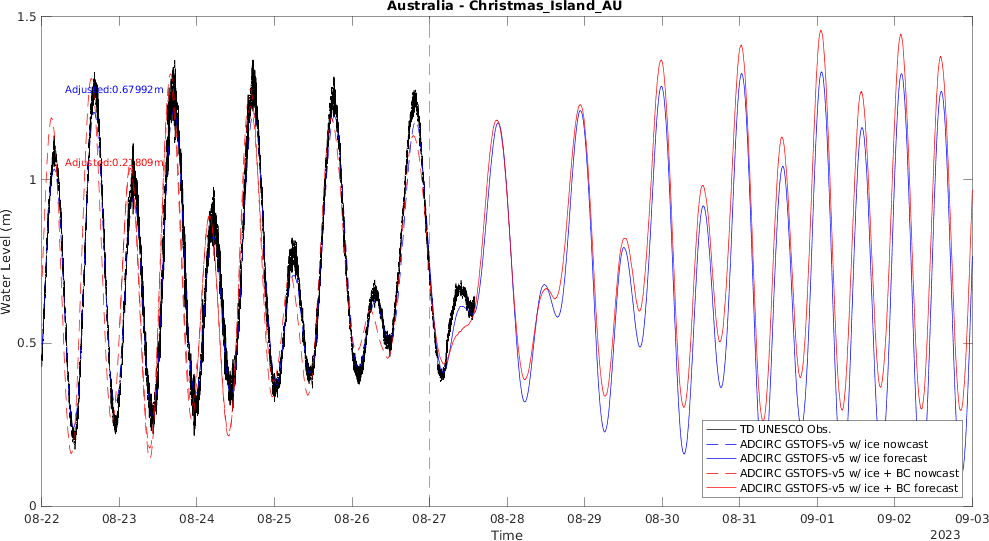 Australia - Christmas_Island_AU
1.5
1
0.5
0
Water Level (m)
Adjusted:0.67992m
Adjusted:0.21809m
TD UNESCO Obs.
ADCIRC GSTOFS-v5 w/ ice nowcast
ADCIRC GSTOFS-v5 w/ ice forecast
ADCIRC GSTOFS-v5 w/ ice + BC nowcast
ADCIRC GSTOFS-v5 w/ ice + BC forecast
08-22 08-23 08-24 08-25 08-26 08-27 08-28 08-29 08-30 08-31 09-01 09-02 09-03
Time
2023